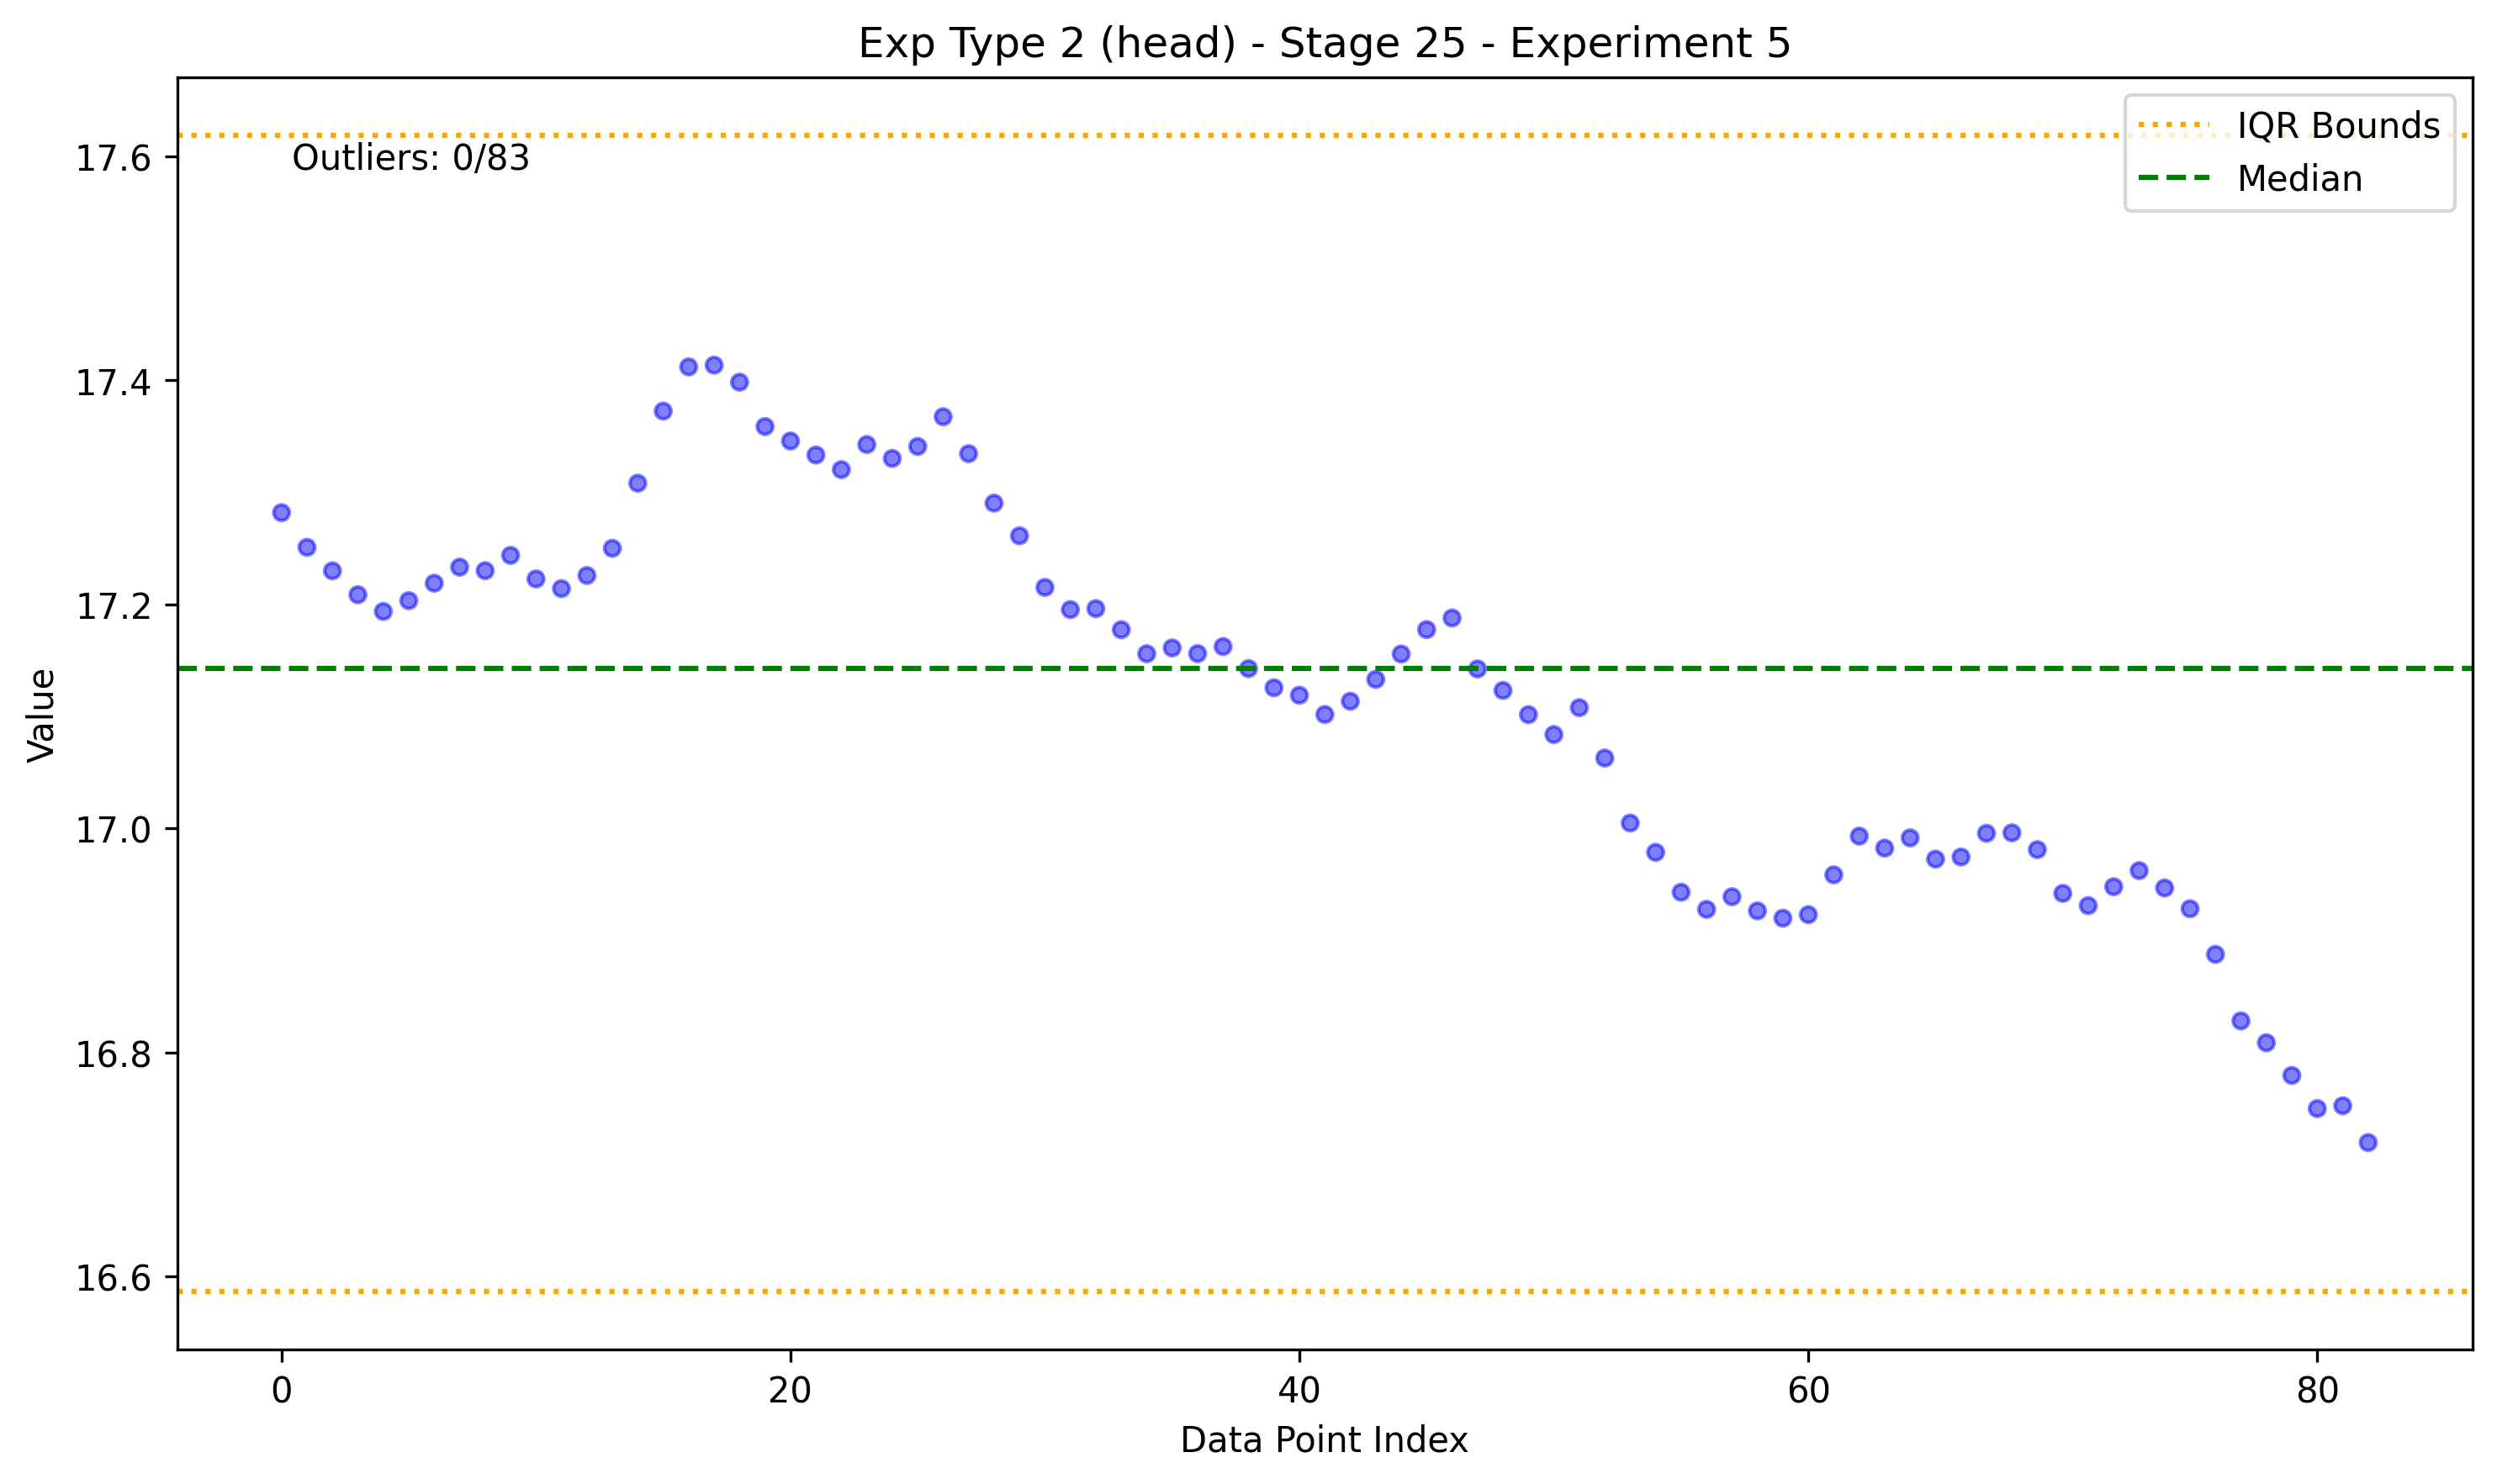 Exp Type 2 (head) - Stage 25 - Experiment 5
IQR Bounds
Median
Outliers: 0/83
17.6
17.4
17.2
17.0
16.8
16.6
Value
0
20
40
60
80
Data Point Index